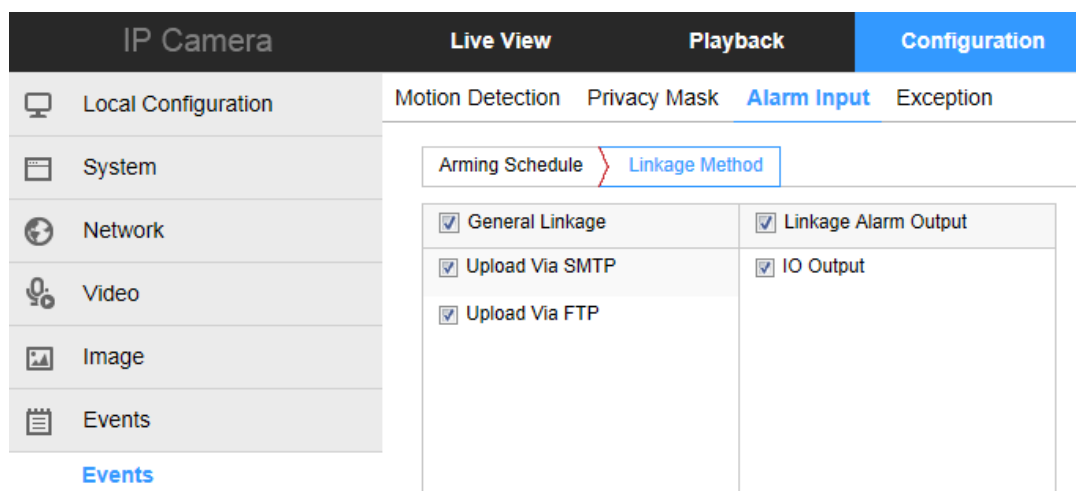 IP Camera Live View Playback Configuration
Local Configuration
System
Network
Video
Image
Events
Events
Motion Detection Privacy Mask Alarm Input Exception
Arming Schedule Linkage Method
General Linkage Linkage Alarm Output
Upload Via SMTP IO Output
Upload Via FTP